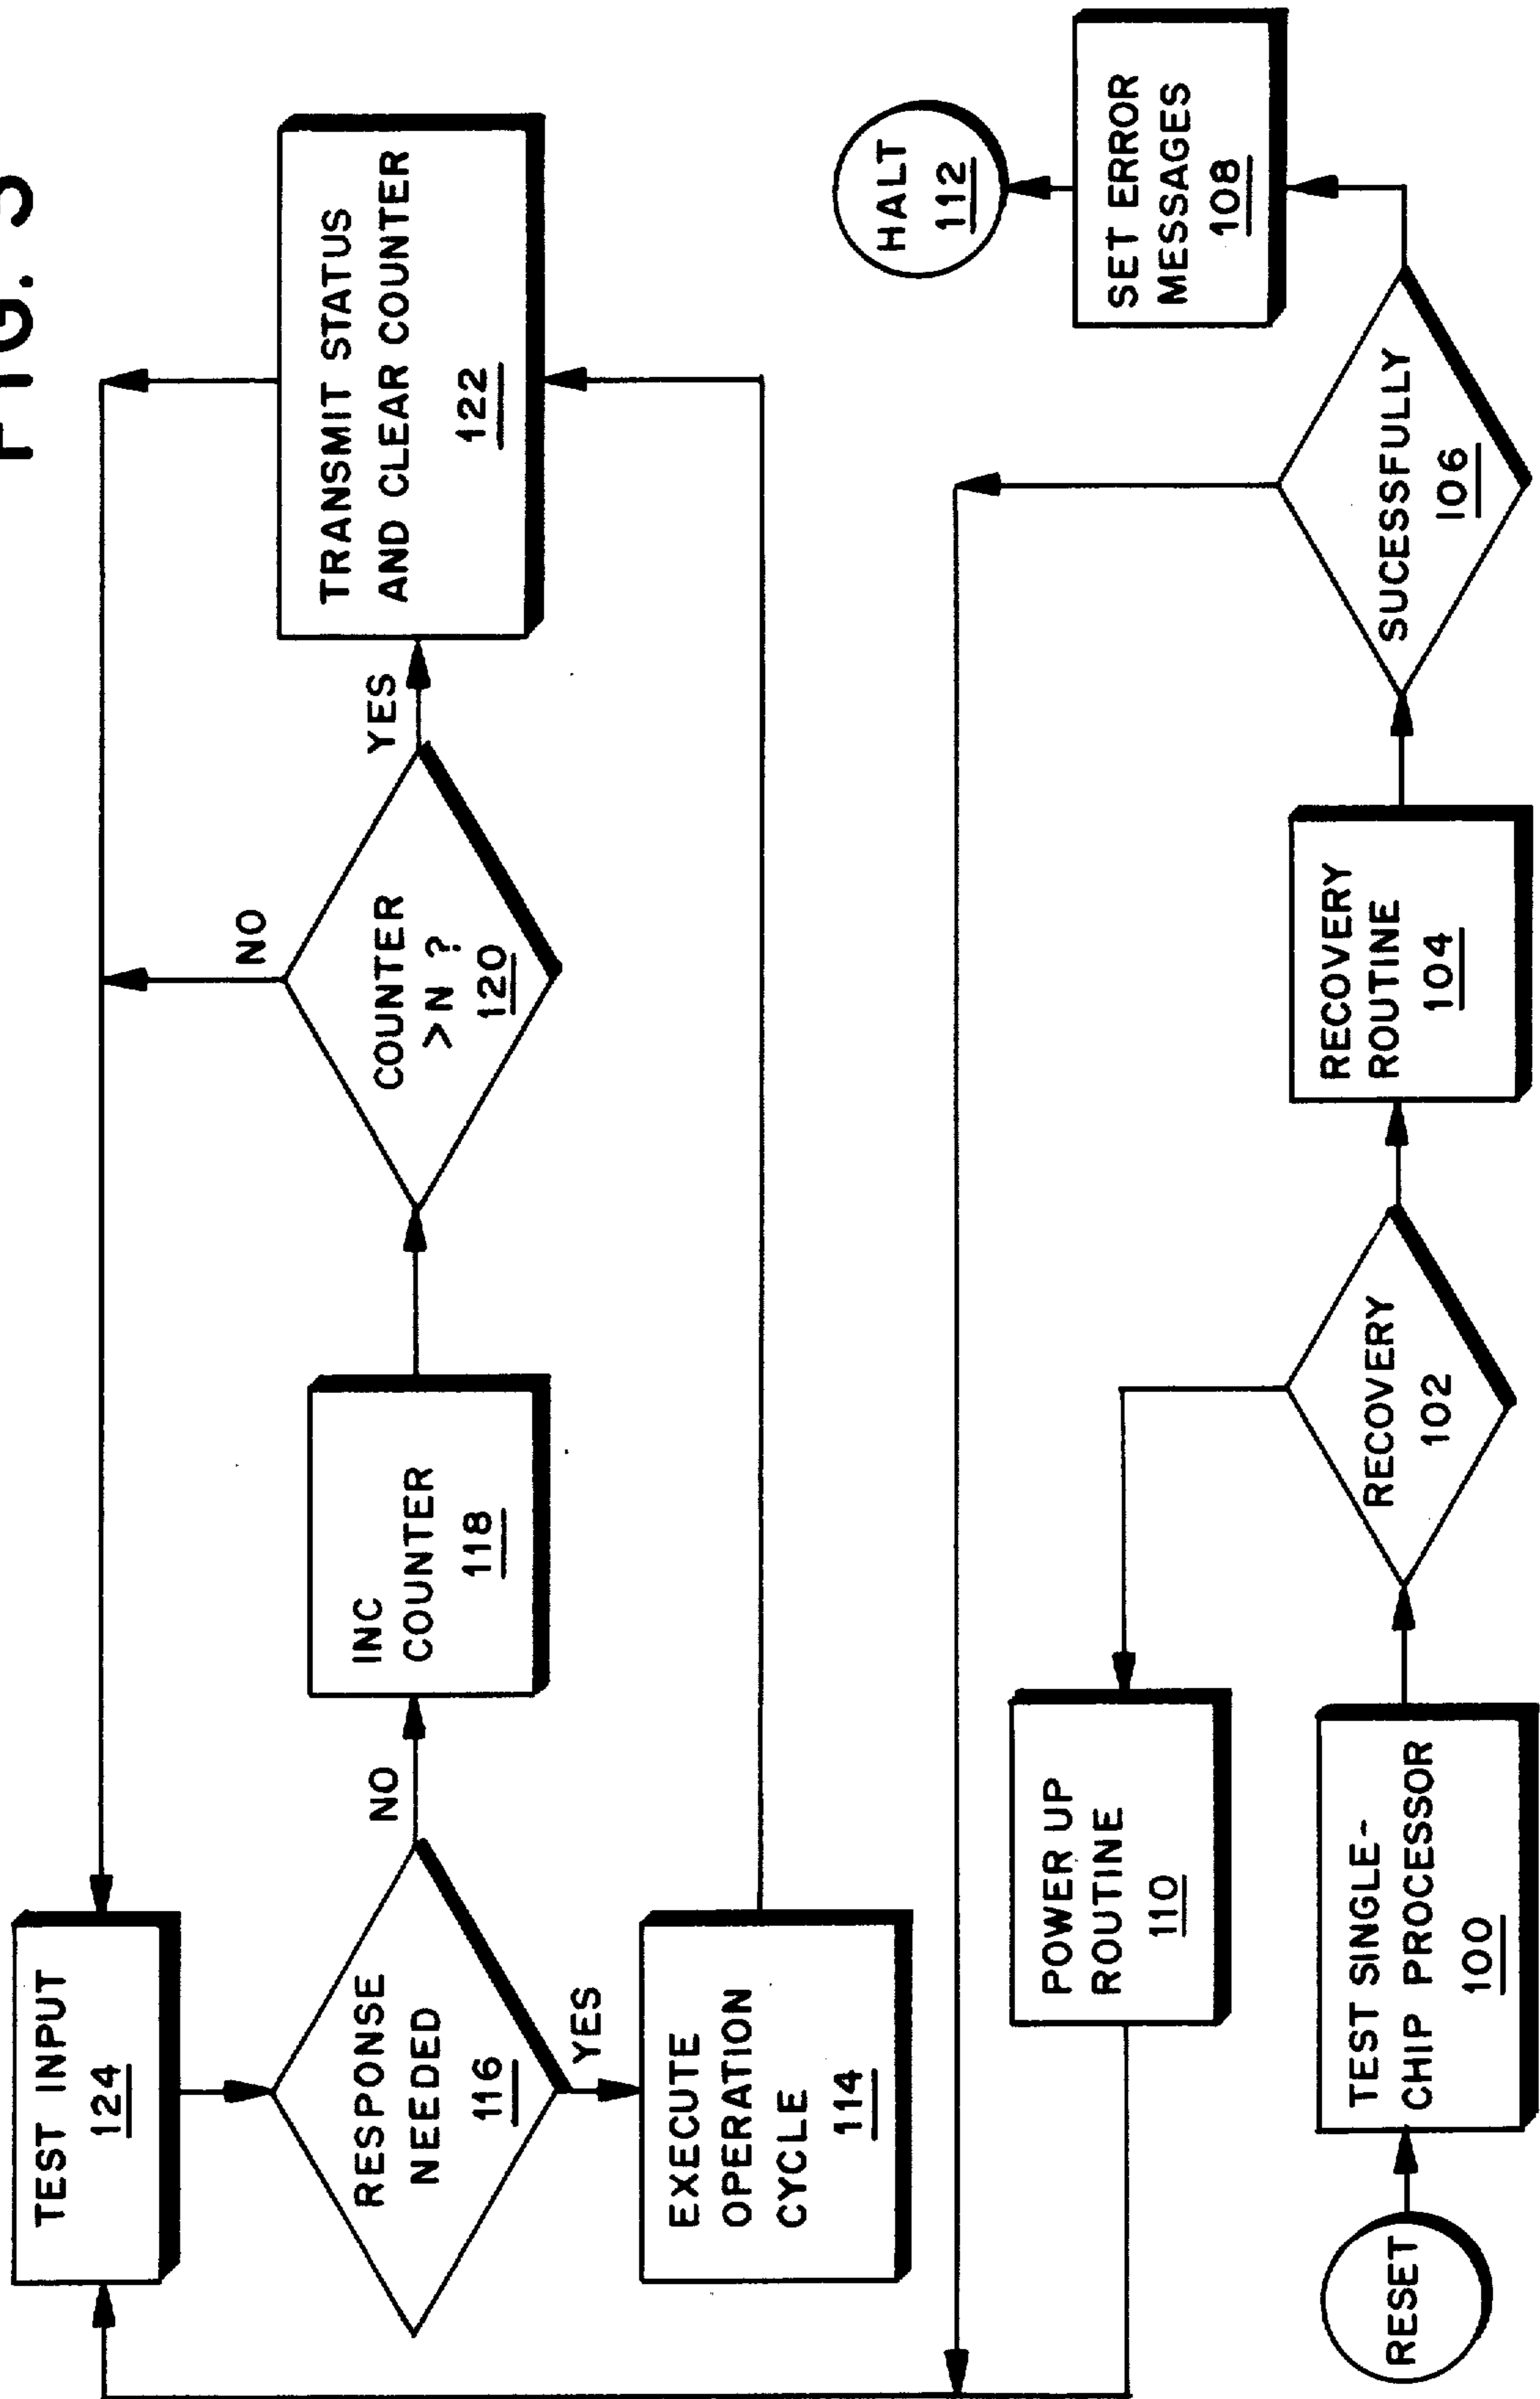 FIG.
TEST INPUT
124
RESPONSE
NEEDED
116
NO
YES
INC
COUNTER
118
COUNTER
>N ?
120
NO
YES
TRANSMIT STATUS
AND CLEAR COUNTER
122
EXECUTE
OPERATION
CYCLE
114
HALT
112
POWER UP
ROUTINE
110
SET ERROR
MESSAGES
108
RESET
TEST SINGLE-
CHIP PROCESSOR
100
RECOVERY
102
RECOVERY
ROUTINE
104
SUCESSFULLY
106